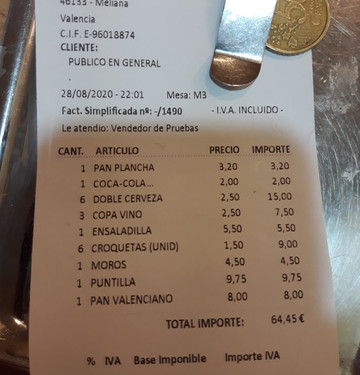 46133 - Meliana
Valencia
C.I.F. E-96018874
CLIENTE:
PUBLICO EN GENERAL
.
28/08/2020 - 22:01 Mesa: M3
Fact. Simplificada nº: -/1490 - I.V.A. INCLUIDO -
Le atendio: Vendedor de Pruebas
CANT. ARTICULO PRECIO IMPORTE
1 PAN PLANCHA 3,20 3,20
1 COCA-COLA... 2,00 2,00
6 DOBLE CERVEZA 2,50 15,00
3 COPA VINO 2,50 7,50
1 ENSALADILLA 5,50 5,50
6 CROQUETAS (UNID) 1,50 9,00
1 MOROS 4,50 4,50
1 PUNTILLA 9,75 9,75
1 PAN VALENCIANO 8,00 8,00
TOTAL IMPORTE: 64,45 €
% IVA Base Imponible Importe IVA